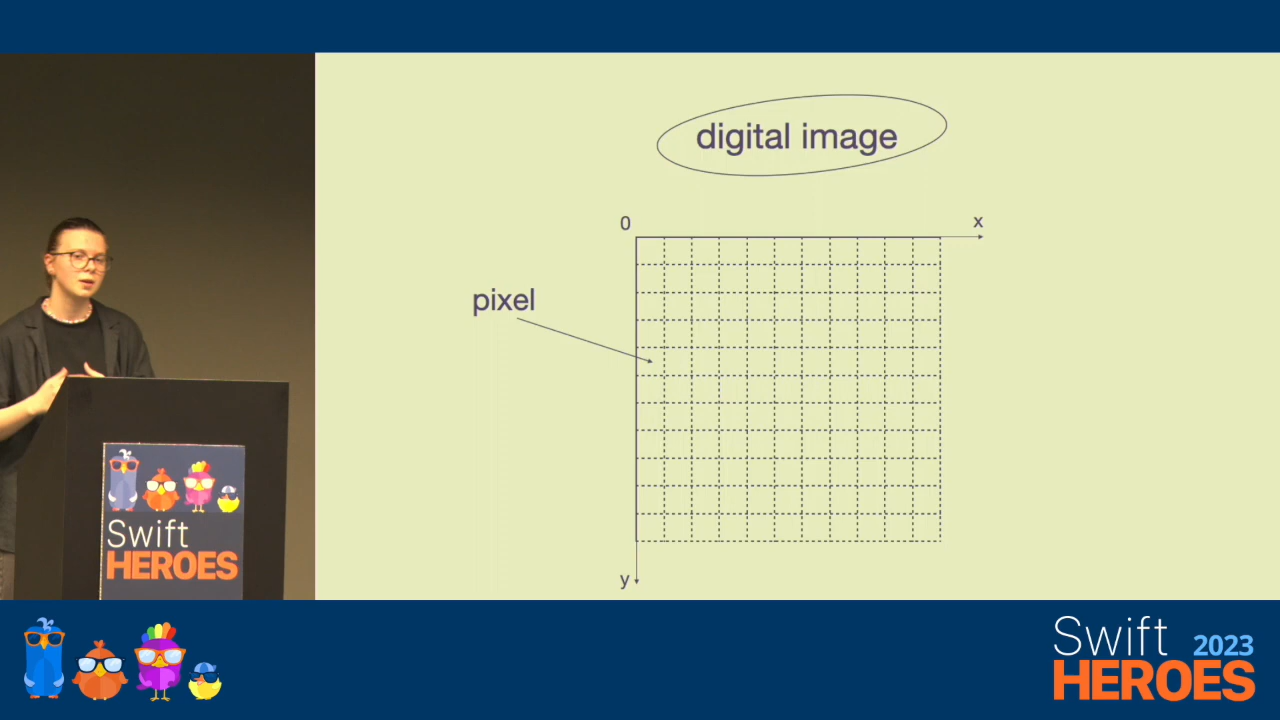 digital image
0
x
pixel
y
Swift
HEROES
Swift
2023
HEROES